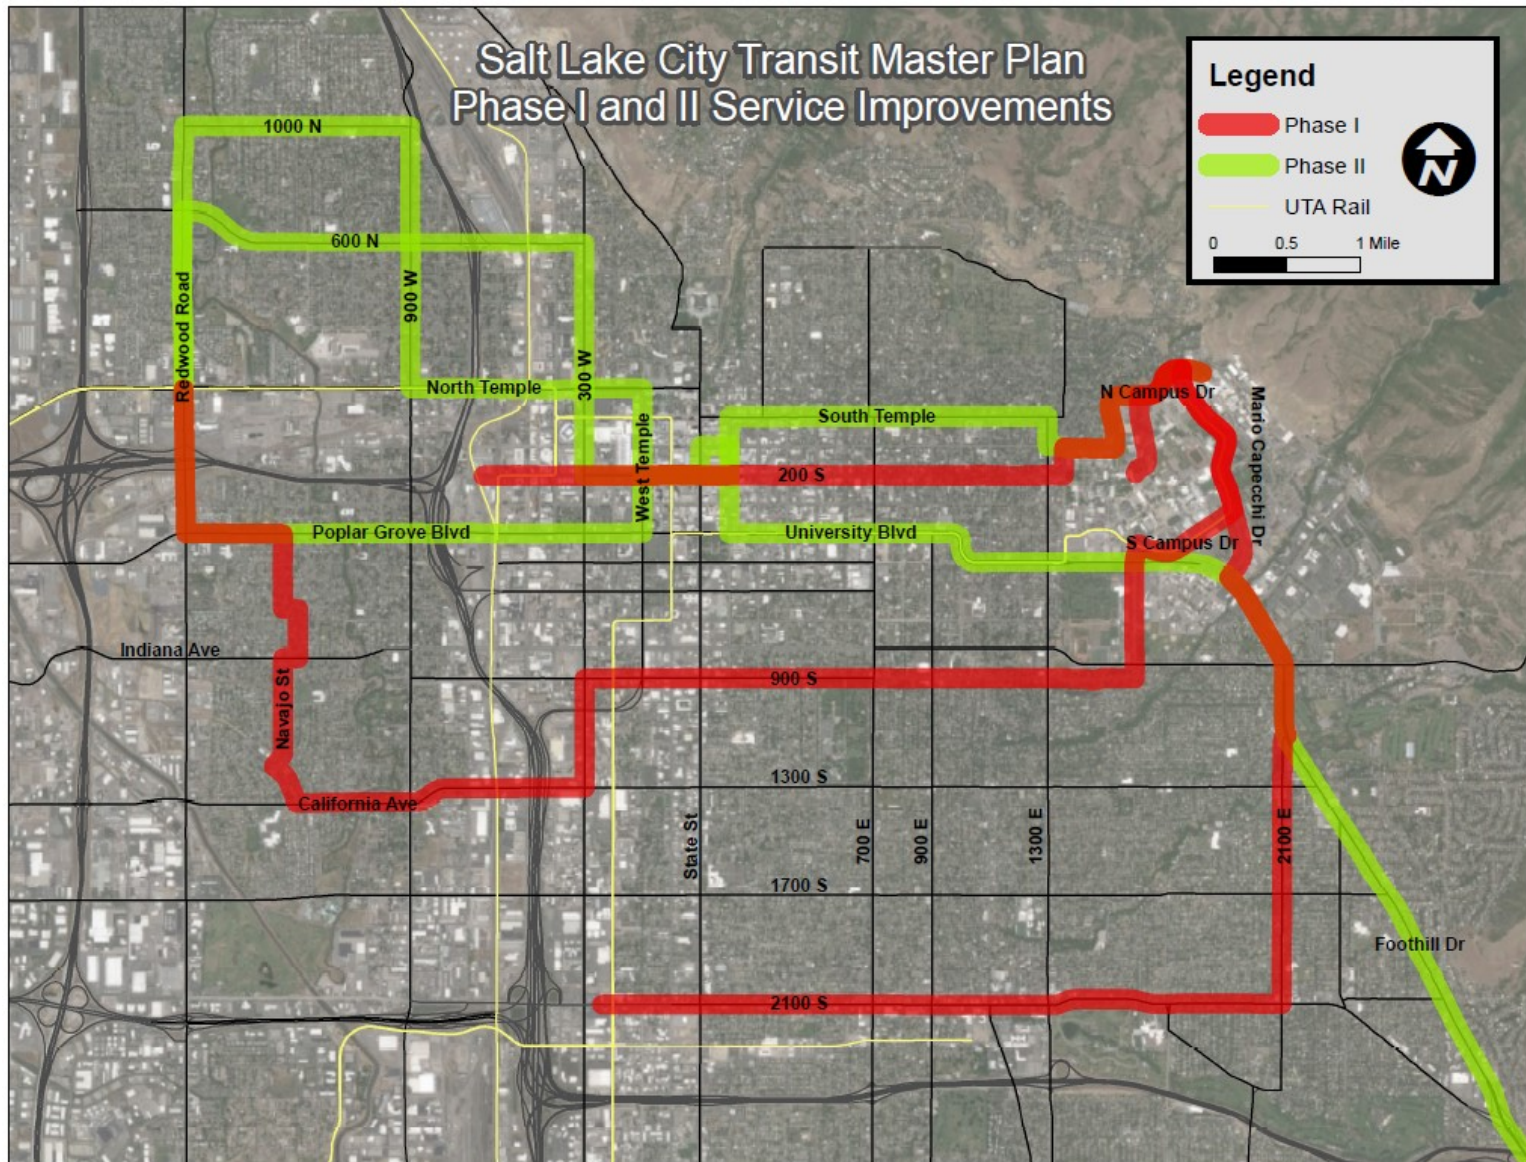 Salt Lake City Transit Master Plan
Phase I and II Service Improvements
Legend
Phase I
Phase II
UTA Rail
0 0.5 1 Mile
N
1000 N
600 N
Redwood Road
900 W
300 W
North Temple
West Temple
South Temple
N Campus Dr
Mario Capecchi Dr
200 S
Poplar Grove Blvd
University Blvd
S Campus Dr
Indiana Ave
Navajo St
900 S
California Ave
1300 S
State St
700 E
900 E
1300 E
2100 E
1700 S
Foothill Dr
2100 S